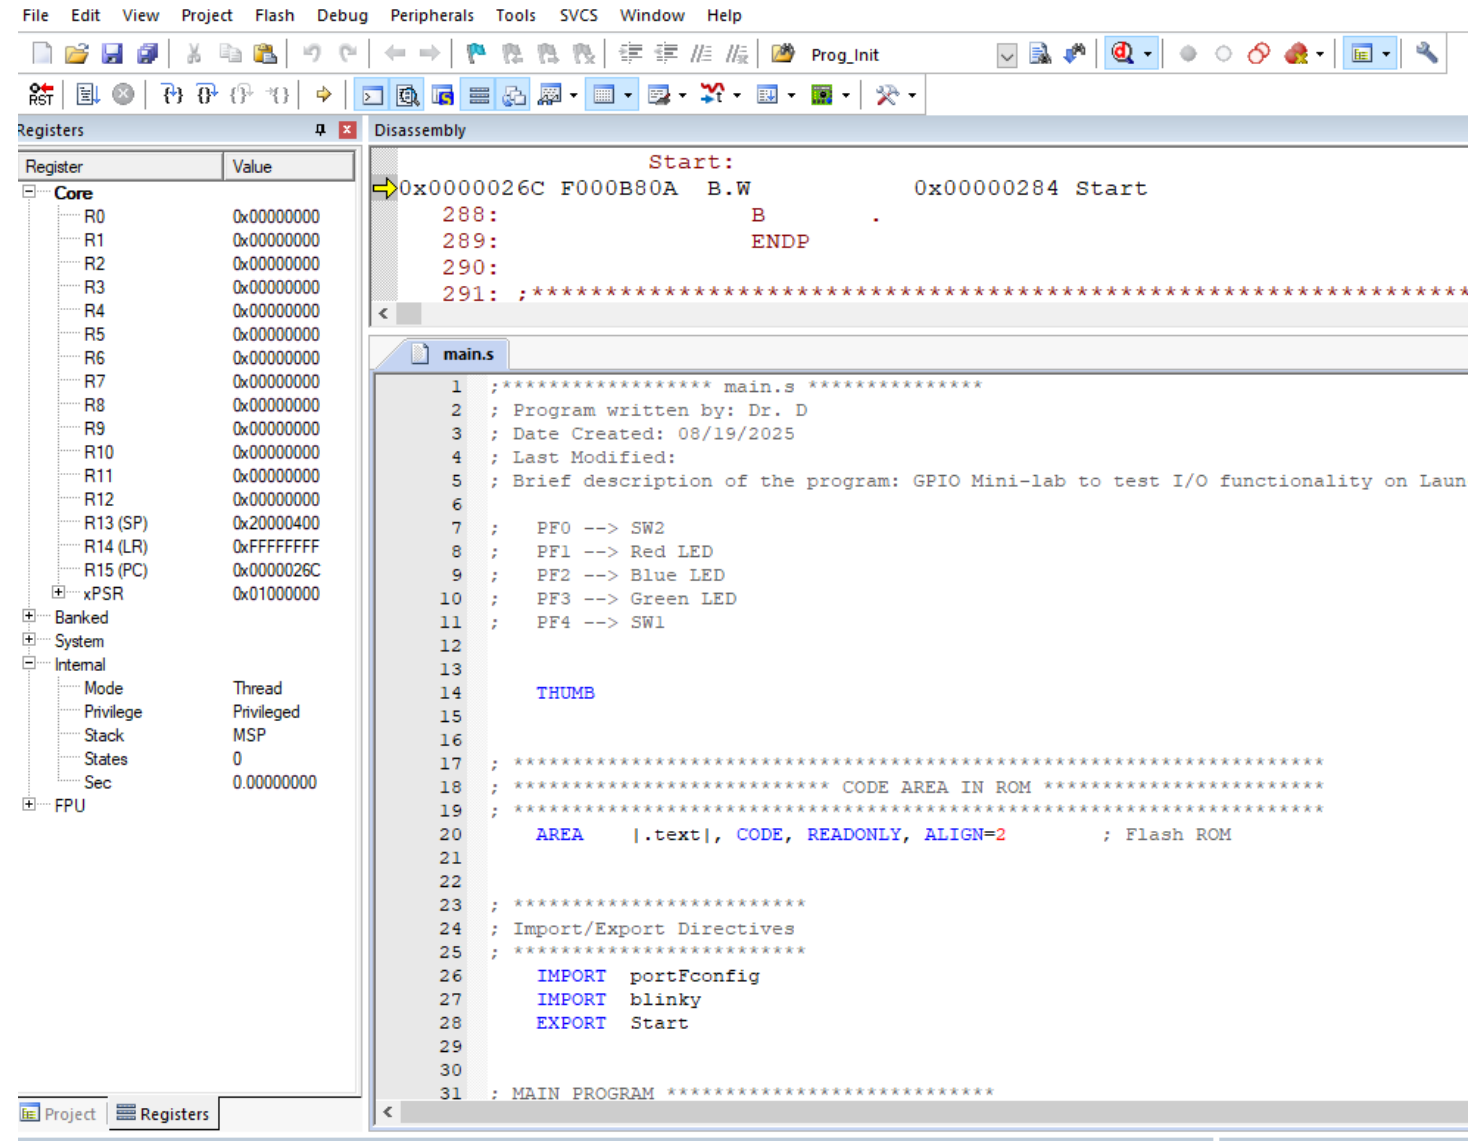 File Edit View Project Flash Debug Peripherals Tools SVCS Window Help
Prog_Init
RST
Registers
Register Value
Core
R0 0x00000000
R1 0x00000000
R2 0x00000000
R3 0x00000000
R4 0x00000000
R5 0x00000000
R6 0x00000000
R7 0x00000000
R8 0x00000000
R9 0x00000000
R10 0x00000000
R11 0x00000000
R12 0x00000000
R13 (SP) 0x20000400
R14 (LR) 0xFFFFFFFF
R15 (PC) 0x0000026C
xPSR 0x01000000
Banked
System
Internal
Mode Thread
Privilege Privileged
Stack MSP
States 0
Sec 0.00000000
FPU
Project Registers
Disassembly
Start:
0x0000026C F000B80A B.W 0x00000284 Start
288: B .
289: ENDP
290:
291: ;****************************************************************
main.s
1 ;****************** main.s ***************
2 ; Program written by: Dr. D
3 ; Date Created: 08/19/2025
4 ; Last Modified:
5 ; Brief description of the program: GPIO Mini-lab to test I/O functionality on Laun
6
7 ; PF0 --> SW2
8 ; PF1 --> Red LED
9 ; PF2 --> Blue LED
10 ; PF3 --> Green LED
11 ; PF4 --> SW1
12
13
14 THUMB
15
16
17 ; *********************************************************************
18 ; *************************** CODE AREA IN ROM ************************
19 ; *********************************************************************
20 AREA |.text|, CODE, READONLY, ALIGN=2 ; Flash ROM
21
22
23 ; *************************
24 ; Import/Export Directives
25 ; *************************
26 IMPORT portFconfig
27 IMPORT blinky
28 EXPORT Start
29
30
31 ; MAIN PROGRAM ****************************